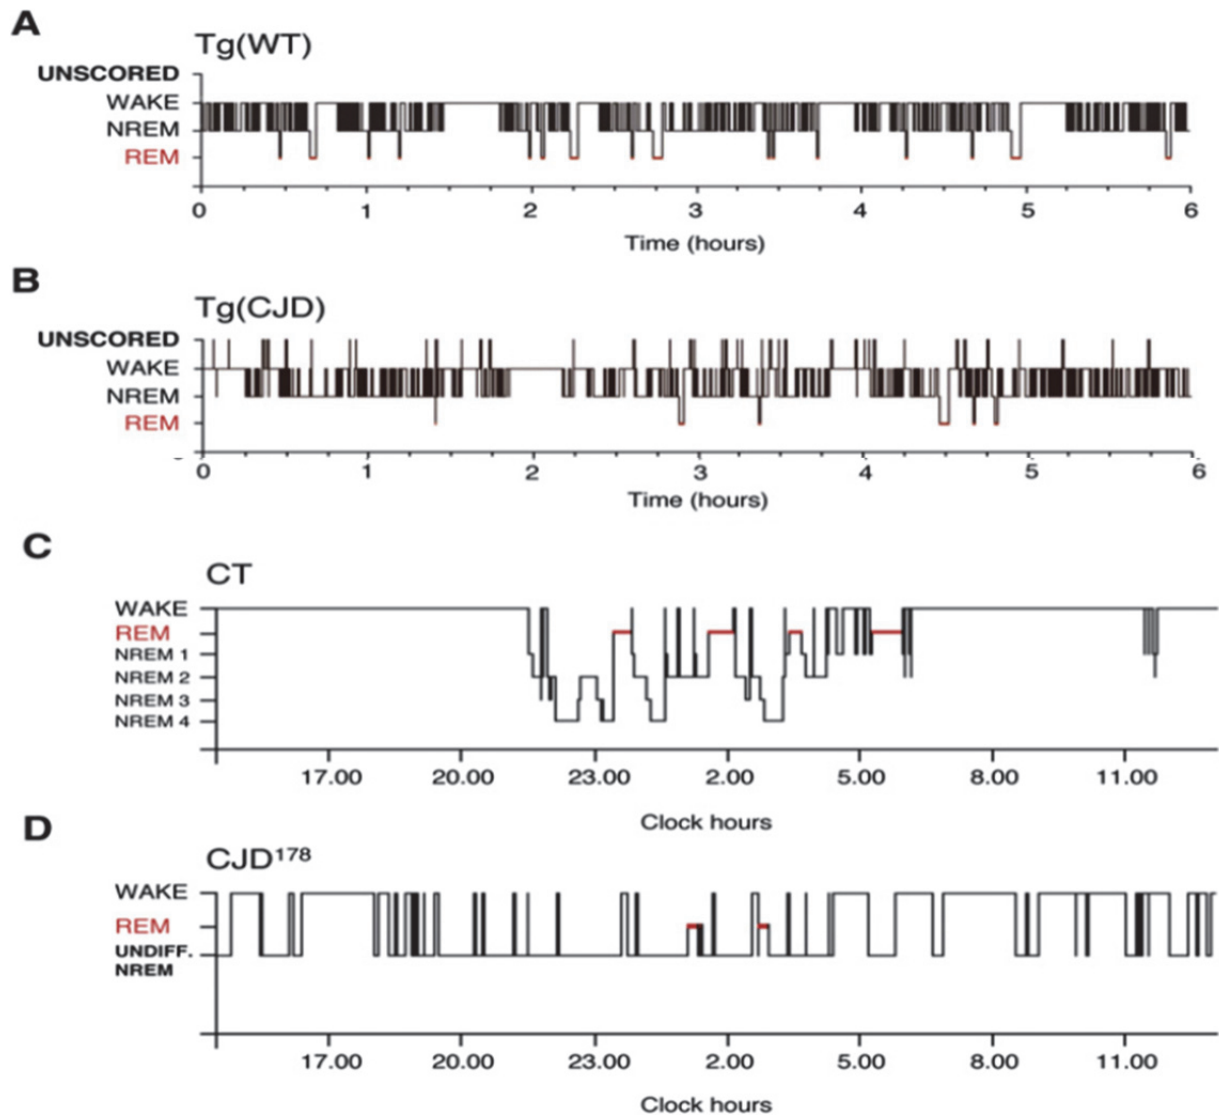 A
Tg(WT)
UNSCORED
WAKE
NREM
REM
0 1 2 3 4 5 6
Time (hours)
B
Tg(CJD)
UNSCORED
WAKE
NREM
REM
0 1 2 3 4 5 6
Time (hours)
C
CT
WAKE
REM
NREM 1
NREM 2
NREM 3
NREM 4
17.00 20.00 23.00 2.00 5.00 8.00 11.00
Clock hours
D
CJD178
WAKE
REM
UNDIFF.
NREM
17.00 20.00 23.00 2.00 5.00 8.00 11.00
Clock hours